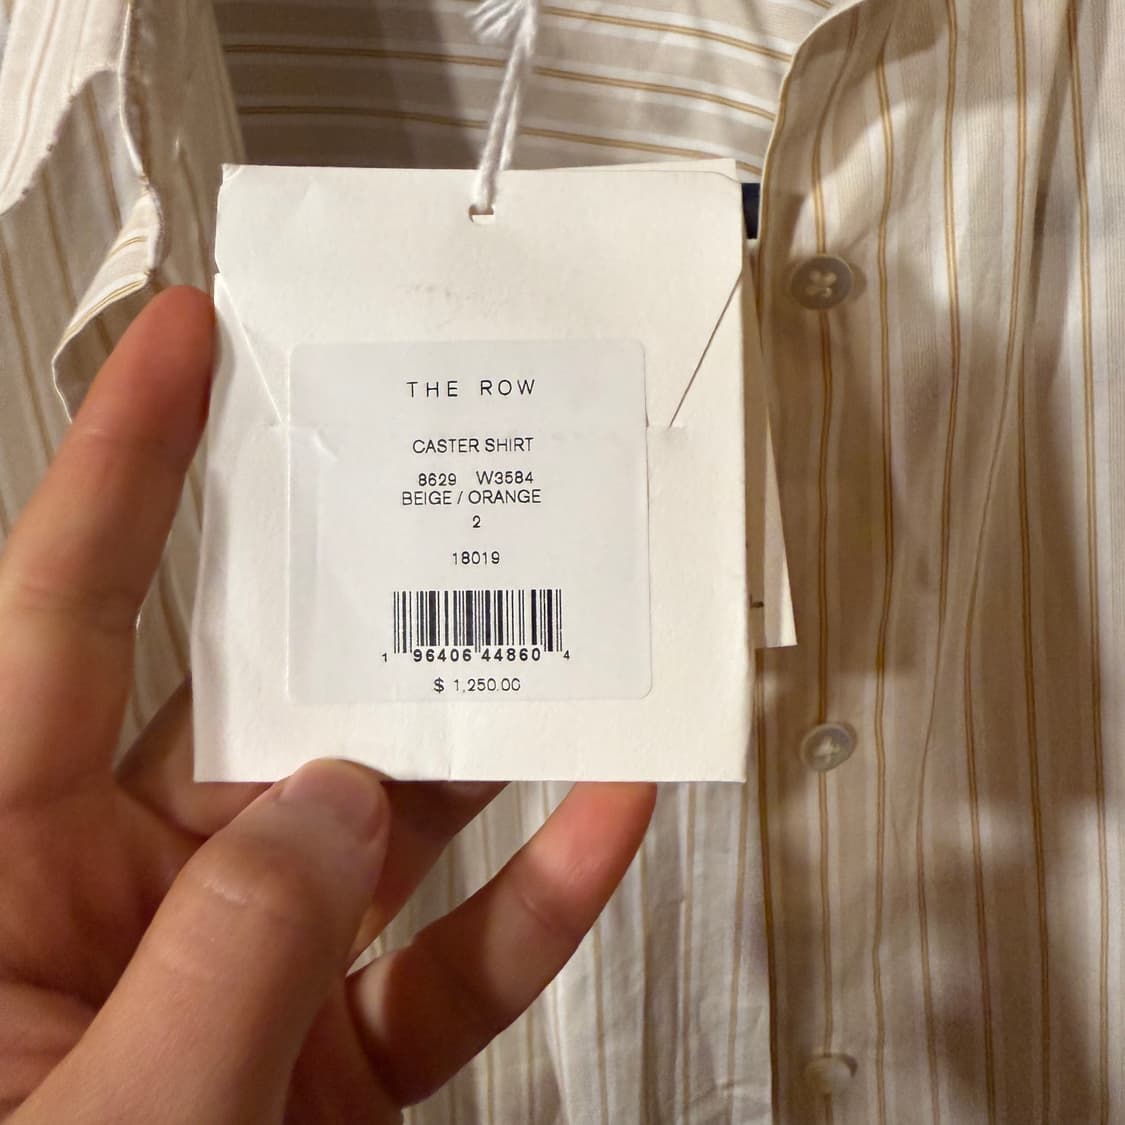 THE ROW
CASTER SHIRT
8629 W3584
BEIGE / ORANGE
2
18019
1 96406 44860 4
$ 1,250.00